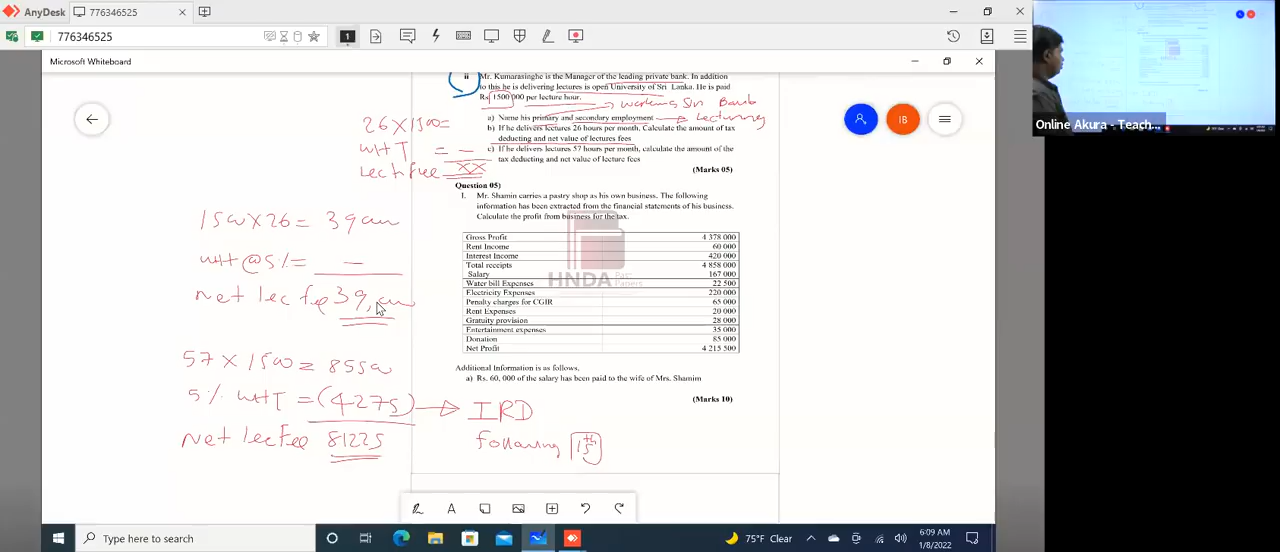 AnyDesk
776346525
776346525
1
Microsoft Whiteboard
ii
Mr. Kumarasinghe is the Manager of the leading private bank. In addition
to this he is delivering lectures is open University of Sri Lanka. He is paid
Rs 1500 000 per lecture hour.
working Sri Bank
a) Name his primary and secondary employment
Lecturing
b) If he delivers lectures 26 hours per month. Calculate the amount of tax
deducting and net value of lectures fees
c) If he delivers lectures 57 hours per month, calculate the amount of the
tax deducting and net value of lecture fees
(Marks 05)
26 × 1500 =
WHT = –
Lect Fee XX
Question 05)
I. Mr. Shamin carries a pastry shop as his own business. The following
information has been extracted from the financial statements of his business.
Calculate the profit from business for the tax.
Gross Profit 4 378 000
Rent Income 60 000
Interest Income 420 000
Total receipts 4 858 000
Salary 167 000
Water bill Expenses 22 500
Electricity Expenses 220 000
Penalty charges for CGIR 65 000
Rent Expenses 20 000
Gratuity provision 28 000
Entertainment expenses 35 000
Donation 85 000
Net Profit 4 215 500
HNDA Past Papers
Additional Information is as follows,
a) Rs. 60, 000 of the salary has been paid to the wife of Mrs. Shamim
(Marks 10)
1500 × 26 = 39000
WHT @ 5% = –
Net lec fee 39,000
57 × 1500 = 85500
5% WHT = (4275) → IRD
Net lec Fee 81225
following 15th
IB
Online Akura - Teach...
Type here to search
75°F Clear
6:09 AM
1/8/2022